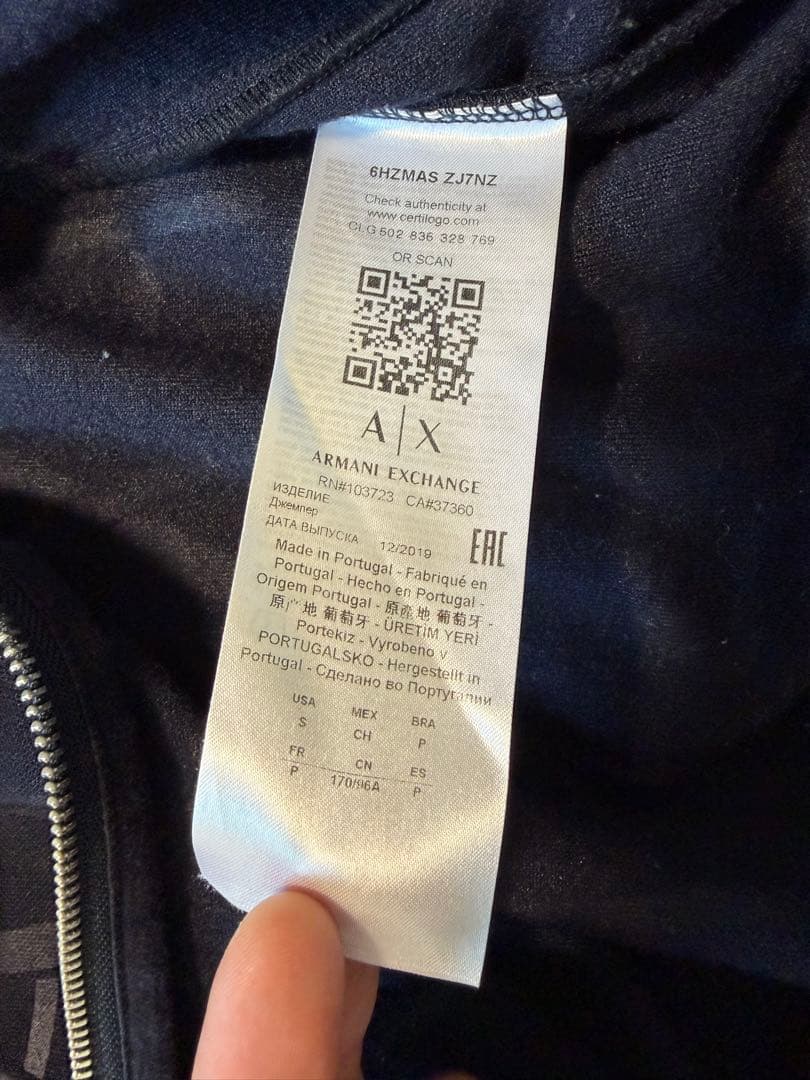 6HZMAS ZJ7NZ
Check authenticity at
www.certilogo.com
CLG 502 836 328 769
OR SCAN
A|X
ARMANI EXCHANGE
RN#103723 CA#37360
ИЗДЕЛИЕ
Джемпер
ДАТА ВЫПУСКА 12/2019
EAC
Made in Portugal - Fabriqué en
Portugal - Hecho en Portugal -
Origem Portugal - 原產地 葡萄牙 -
原产地 葡萄牙 - ÜRETİM YERİ
Portekiz - Vyrobeno v
PORTUGALSKO - Hergestellt in
Portugal - Сделано во Португалии
USA MEX BRA
S CH P
FR CN ES
P 170/96A P